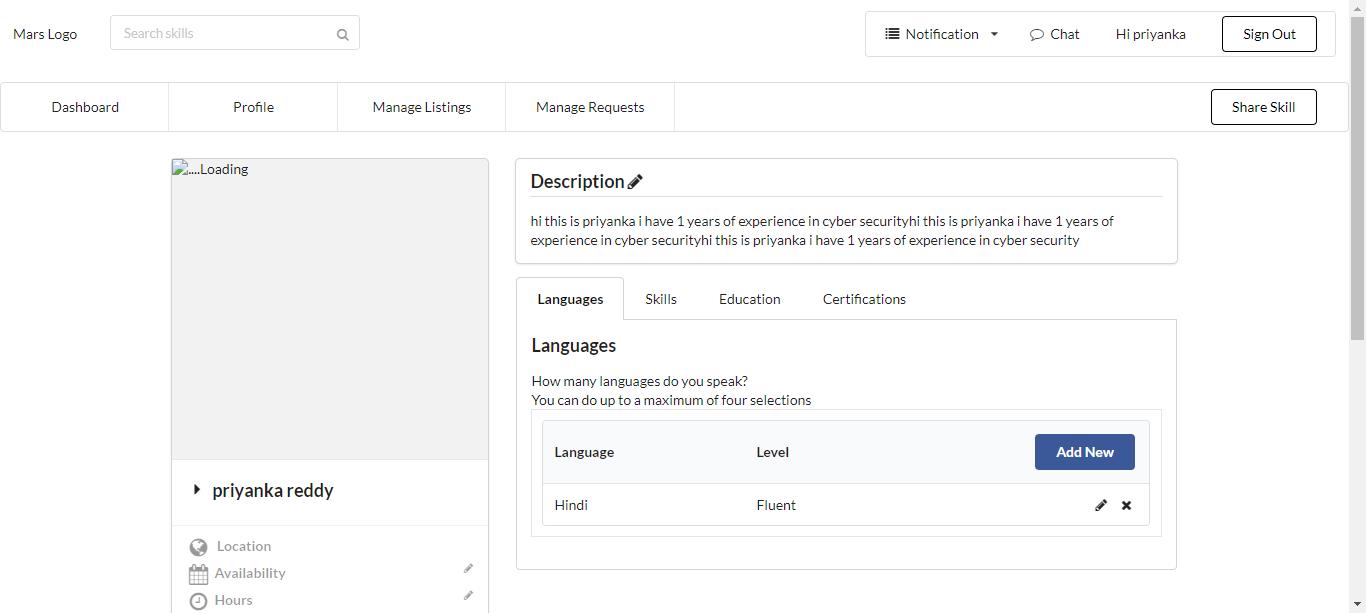 Mars Logo
Search skills
Notification
Chat
Hi priyanka
Sign Out
Dashboard
Profile
Manage Listings
Manage Requests
Share Skill
....Loading
priyanka reddy
Location
Availability
Hours
Description
hi this is priyanka i have 1 years of experience in cyber securityhi this is priyanka i have 1 years of
experience in cyber securityhi this is priyanka i have 1 years of experience in cyber security
Languages
Skills
Education
Certifications
Languages
How many languages do you speak?
You can do up to a maximum of four selections
Language
Level
Add New
Hindi
Fluent